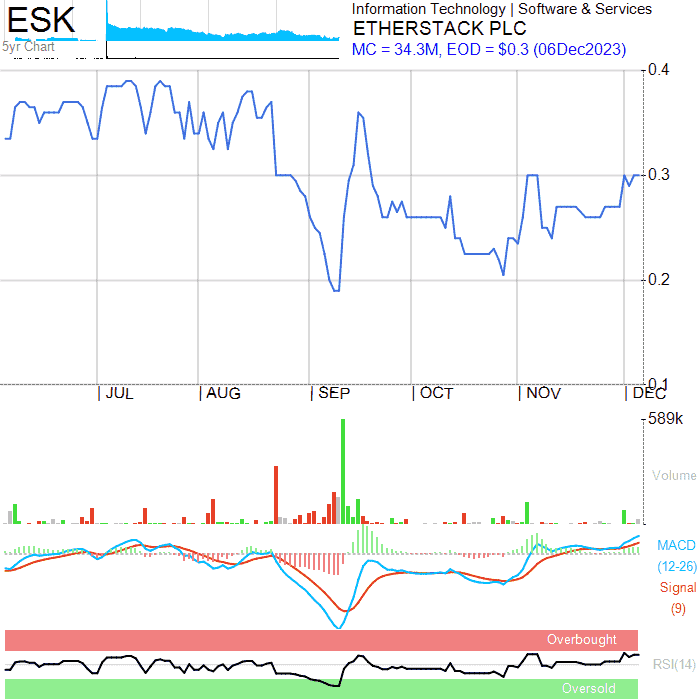 ESK
5yr Chart
Information Technology | Software & Services
ETHERSTACK PLC
MC = 34.3M, EOD = $0.3 (06Dec2023)
0.4
0.3
0.2
0.1
| JUL | AUG | SEP | OCT | NOV | DEC
589k
Volume
MACD
(12-26)
Signal
(9)
Overbought
RSI(14)
Oversold